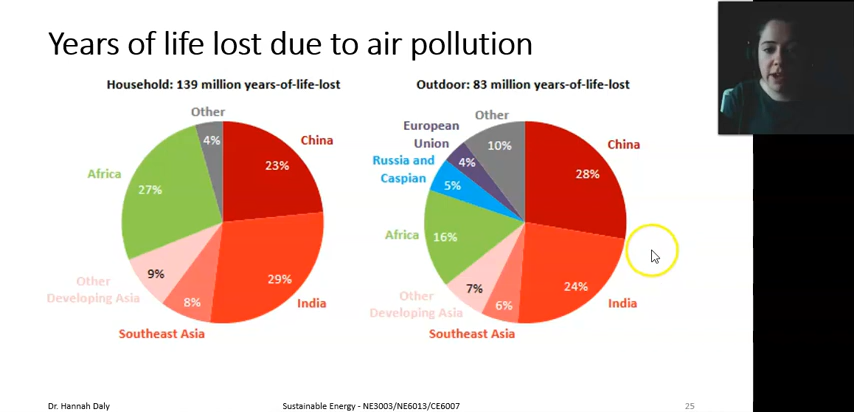 Years of life lost due to air pollution
Household: 139 million years-of-life-lost
Other
4%
China
23%
Africa
27%
9%
Other
Developing Asia
8%
29%
India
Southeast Asia
Outdoor: 83 million years-of-life-lost
Other
10%
European
Union
4%
China
28%
Russia and
Caspian
5%
Africa
16%
7%
Other
Developing Asia
6%
24%
India
Southeast Asia
Dr. Hannah Daly
Sustainable Energy - NE3003/NE6013/CE6007
25